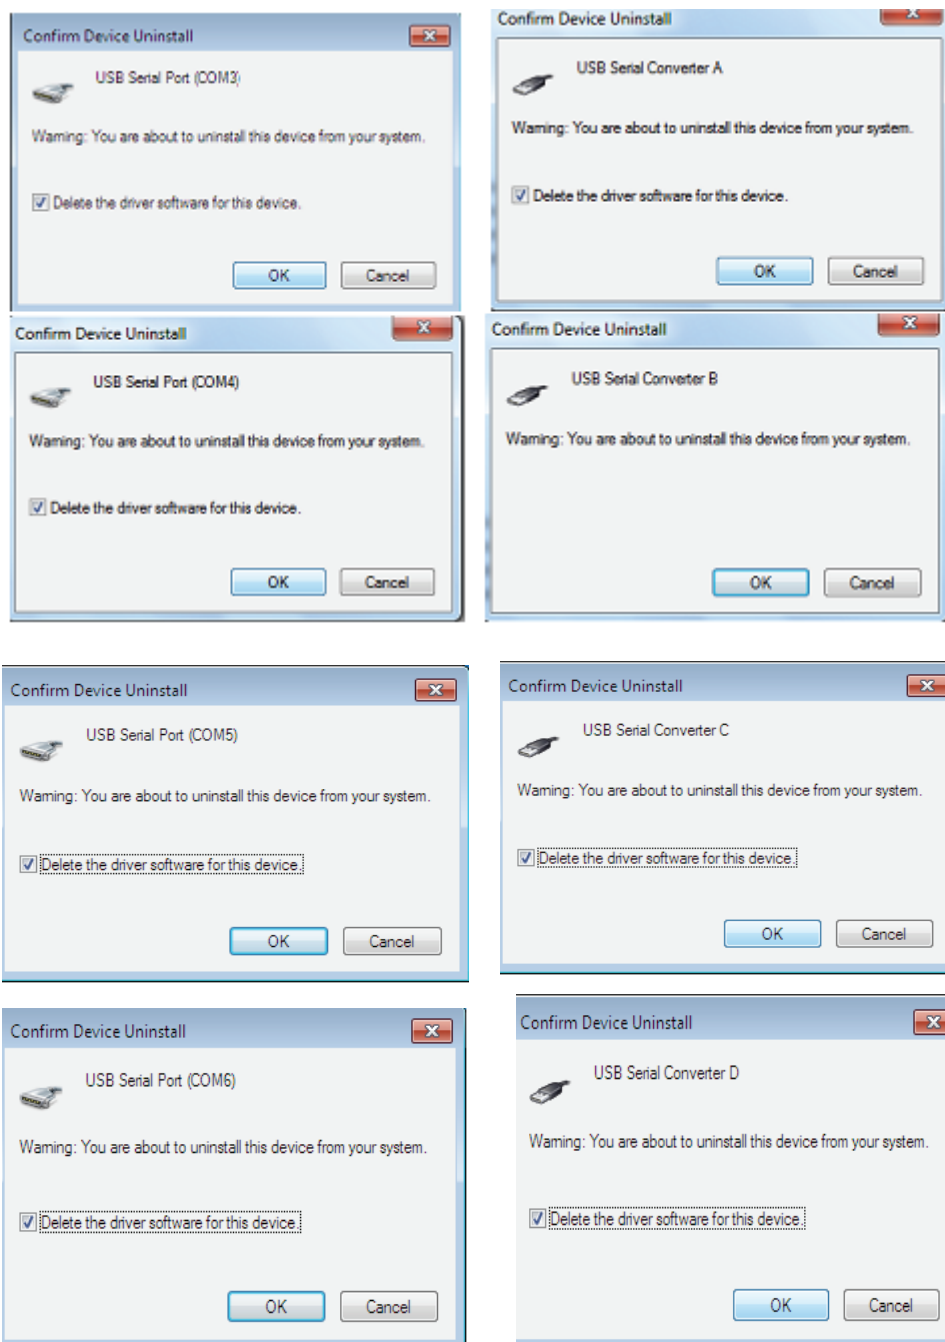 Confirm Device Uninstall
USB Serial Port (COM3)
Warning: You are about to uninstall this device from your system.
Delete the driver software for this device.
OK Cancel
Confirm Device Uninstall
USB Serial Converter A
Warning: You are about to uninstall this device from your system.
Delete the driver software for this device.
OK Cancel
Confirm Device Uninstall
USB Serial Port (COM4)
Warning: You are about to uninstall this device from your system.
Delete the driver software for this device.
OK Cancel
Confirm Device Uninstall
USB Serial Converter B
Warning: You are about to uninstall this device from your system.
OK Cancel
Confirm Device Uninstall
USB Serial Port (COM5)
Warning: You are about to uninstall this device from your system.
Delete the driver software for this device.
OK Cancel
Confirm Device Uninstall
USB Serial Converter C
Warning: You are about to uninstall this device from your system.
Delete the driver software for this device.
OK Cancel
Confirm Device Uninstall
USB Serial Port (COM6)
Warning: You are about to uninstall this device from your system.
Delete the driver software for this device.
OK Cancel
Confirm Device Uninstall
USB Serial Converter D
Warning: You are about to uninstall this device from your system.
Delete the driver software for this device.
OK Cancel